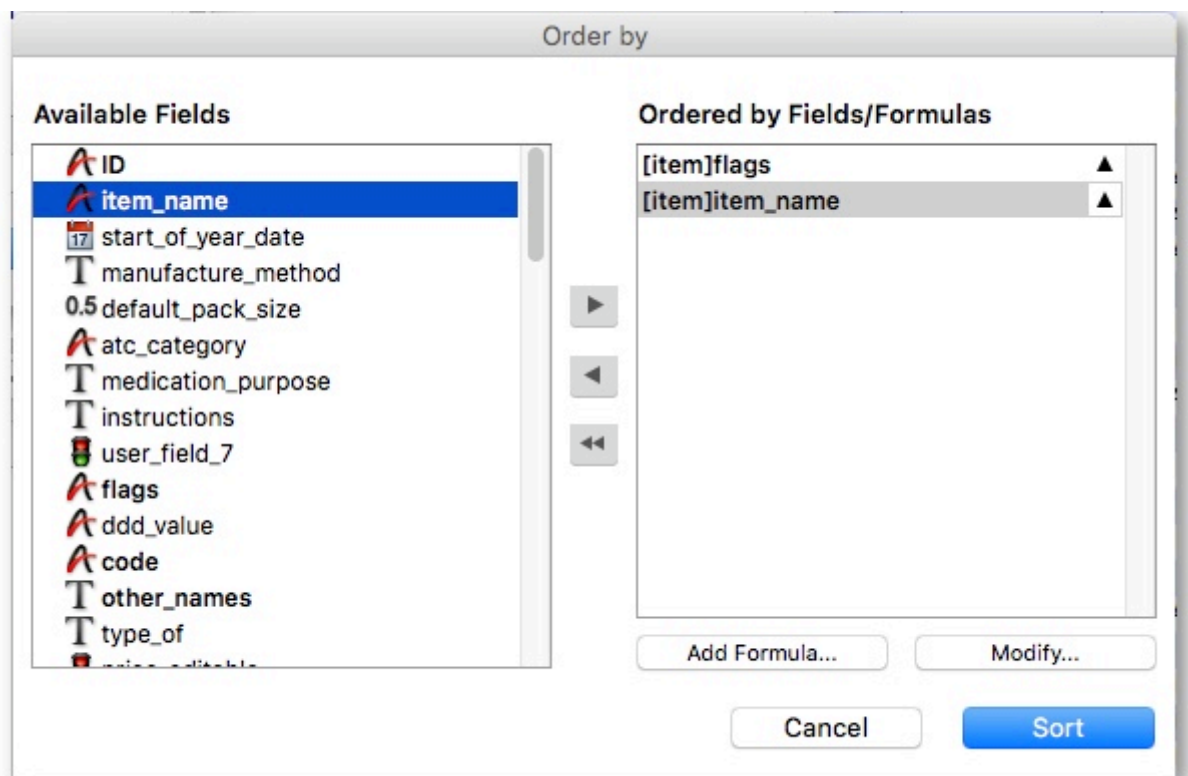 Order by
Available Fields
ID
item_name
17 start_of_year_date
T manufacture_method
0.5 default_pack_size
atc_category
T medication_purpose
T instructions
user_field_7
flags
ddd_value
code
T other_names
T type_of
Ordered by Fields/Formulas
[item]flags
[item]item_name
Add Formula...
Modify...
Cancel
Sort